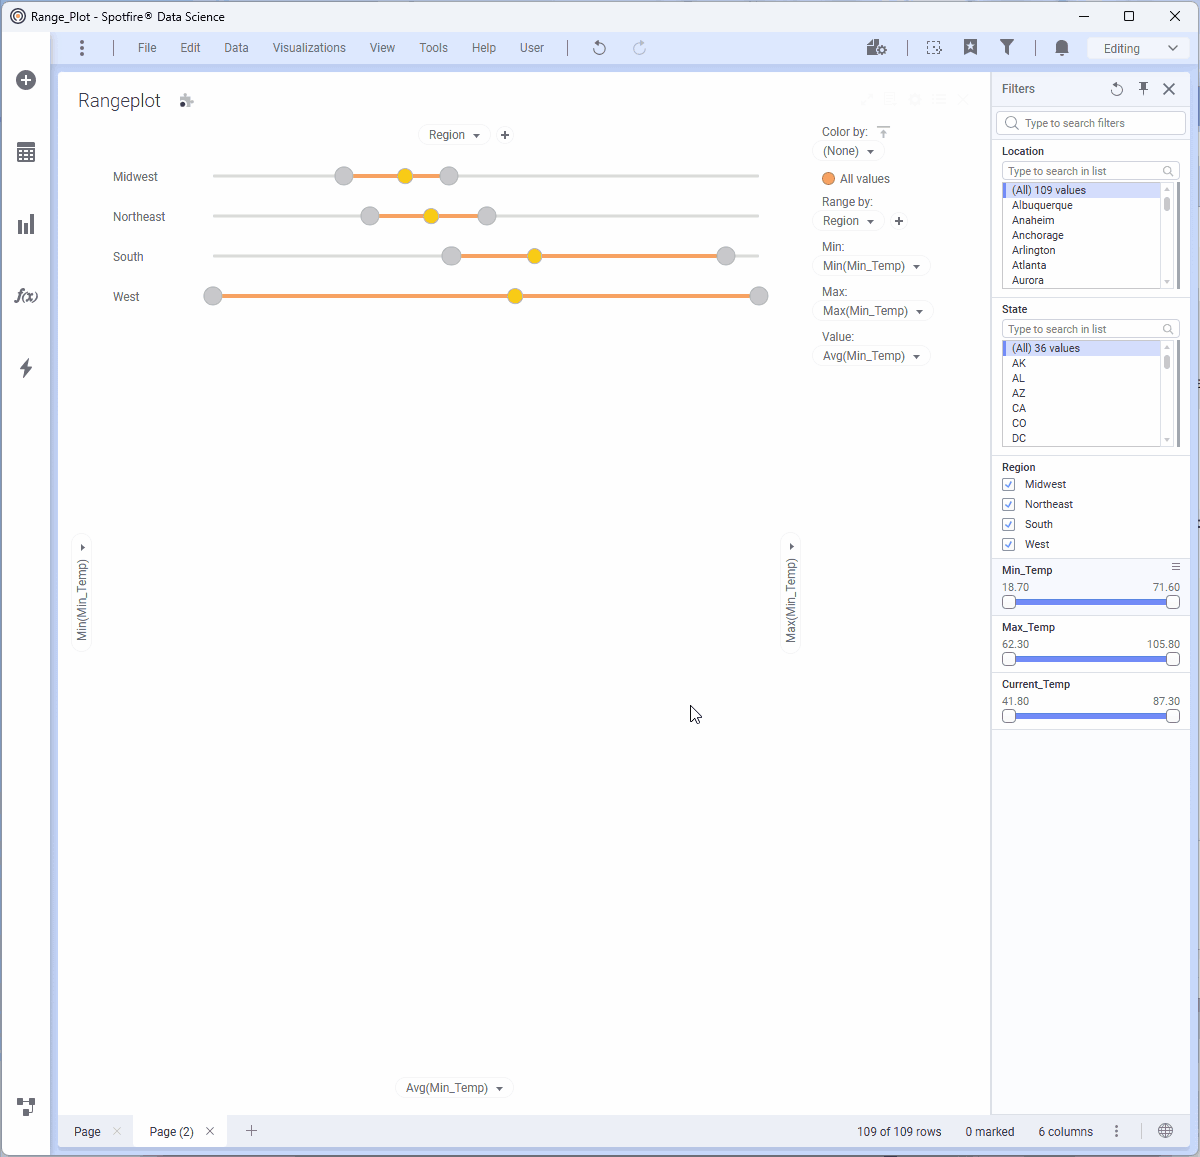 Range_Plot - Spotfire® Data Science
File Edit Data Visualizations View Tools Help User
Editing
Rangeplot
Region
Midwest
Northeast
South
West
Min(Min_Temp)
Max(Min_Temp)
Avg(Min_Temp)
Color by:
(None)
All values
Range by:
Region
Min:
Min(Min_Temp)
Max:
Max(Min_Temp)
Value:
Avg(Min_Temp)
Filters
Type to search filters
Location
Type to search in list
(All) 109 values
Albuquerque
Anaheim
Anchorage
Arlington
Atlanta
Aurora
State
Type to search in list
(All) 36 values
AK
AL
AZ
CA
CO
DC
Region
Midwest
Northeast
South
West
Min_Temp
18.70 71.60
Max_Temp
62.30 105.80
Current_Temp
41.80 87.30
f(x)
Page Page (2)
109 of 109 rows 0 marked 6 columns